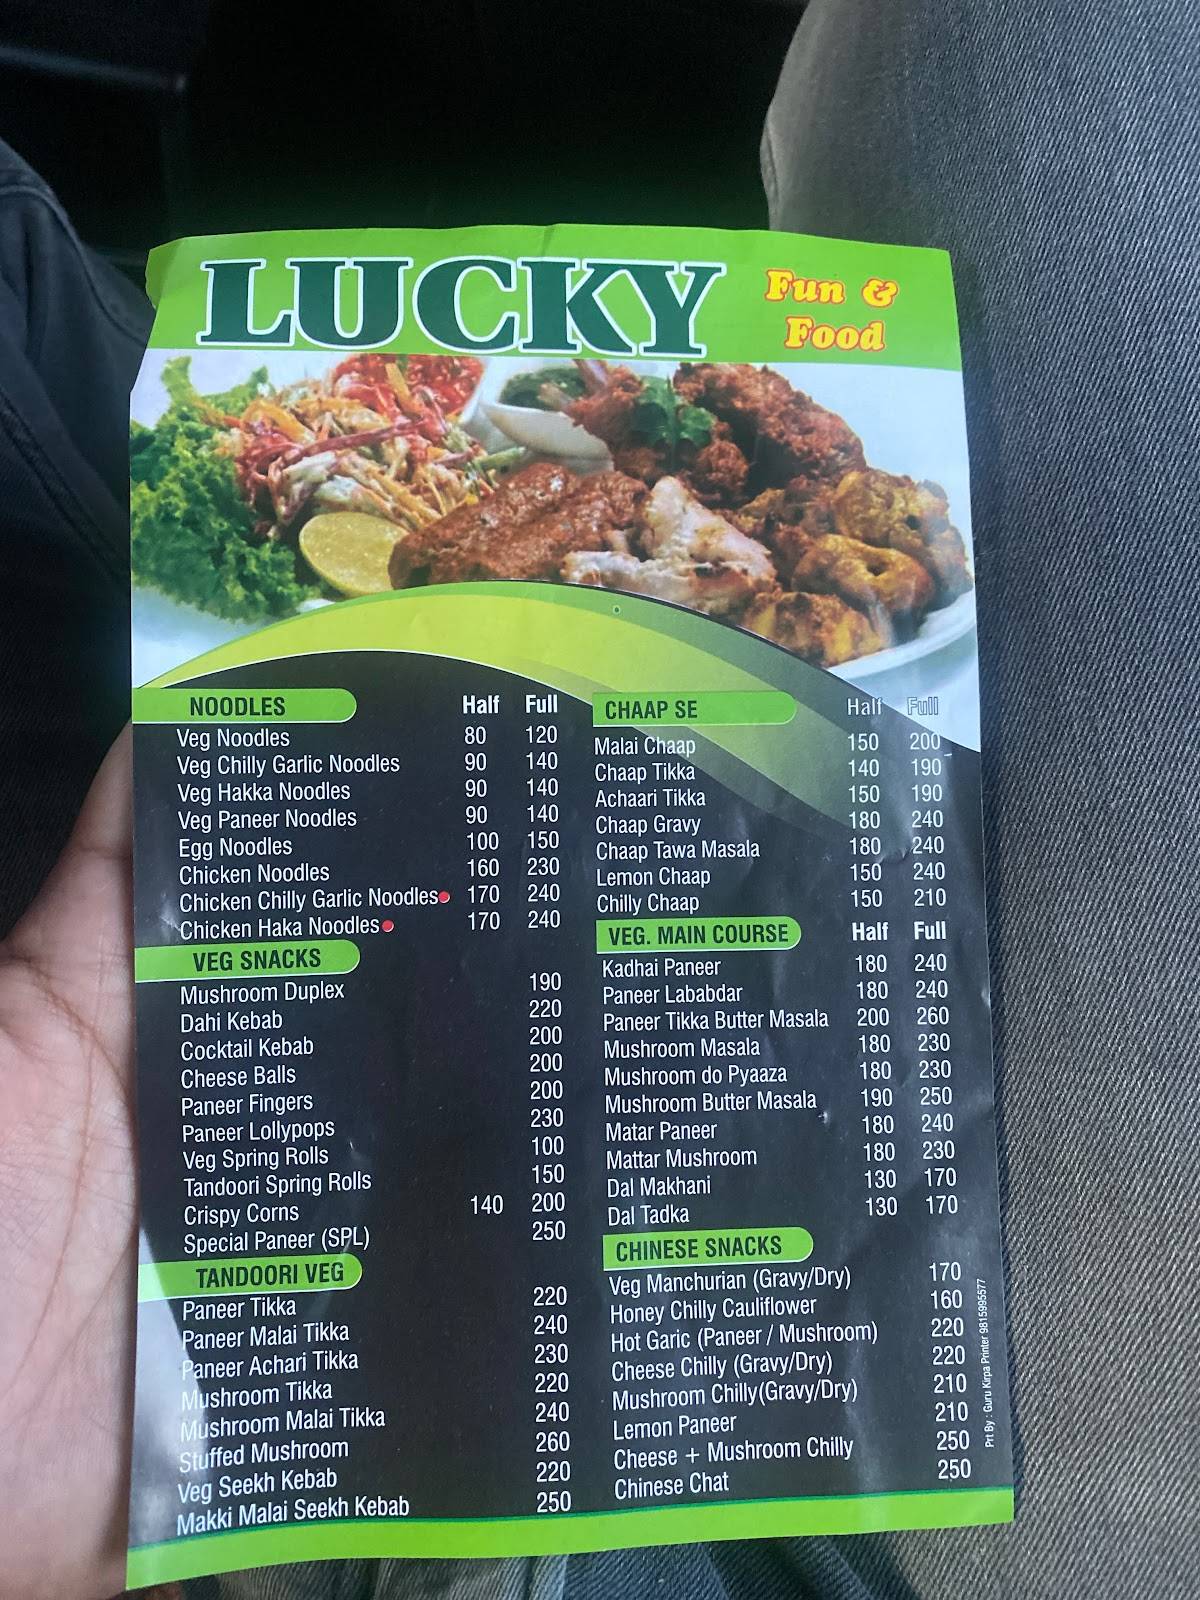 LUCKY
Fun &
Food
NOODLES Half Full
Veg Noodles 80 120
Veg Chilly Garlic Noodles 90 140
Veg Hakka Noodles 90 140
Veg Paneer Noodles 90 140
Egg Noodles 100 150
Chicken Noodles 160 230
Chicken Chilly Garlic Noodles 170 240
Chicken Haka Noodles 170 240
VEG SNACKS
Mushroom Duplex 190
Dahi Kebab 220
Cocktail Kebab 200
Cheese Balls 200
Paneer Fingers 200
Paneer Lollypops 230
Veg Spring Rolls 100
Tandoori Spring Rolls 150
Crispy Corns 140 200
Special Paneer (SPL) 250
TANDOORI VEG
Paneer Tikka 220
Paneer Malai Tikka 240
Paneer Achari Tikka 230
Mushroom Tikka 220
Mushroom Malai Tikka 240
Stuffed Mushroom 260
Veg Seekh Kebab 220
Makki Malai Seekh Kebab 250
CHAAP SE Half Full
Malai Chaap 150 200
Chaap Tikka 140 190
Achaari Tikka 150 190
Chaap Gravy 180 240
Chaap Tawa Masala 180 240
Lemon Chaap 150 240
Chilly Chaap 150 210
VEG. MAIN COURSE Half Full
Kadhai Paneer 180 240
Paneer Lababdar 180 240
Paneer Tikka Butter Masala 200 260
Mushroom Masala 180 230
Mushroom do Pyaaza 180 230
Mushroom Butter Masala 190 250
Matar Paneer 180 240
Mattar Mushroom 180 230
Dal Makhani 130 170
Dal Tadka 130 170
CHINESE SNACKS
Veg Manchurian (Gravy/Dry) 170
Honey Chilly Cauliflower 160
Hot Garic (Paneer / Mushroom) 220
Cheese Chilly (Gravy/Dry) 220
Mushroom Chilly(Gravy/Dry) 210
Lemon Paneer 210
Cheese + Mushroom Chilly 250
Chinese Chat 250
Prt By : Guru Kirpa Printer 9815995577